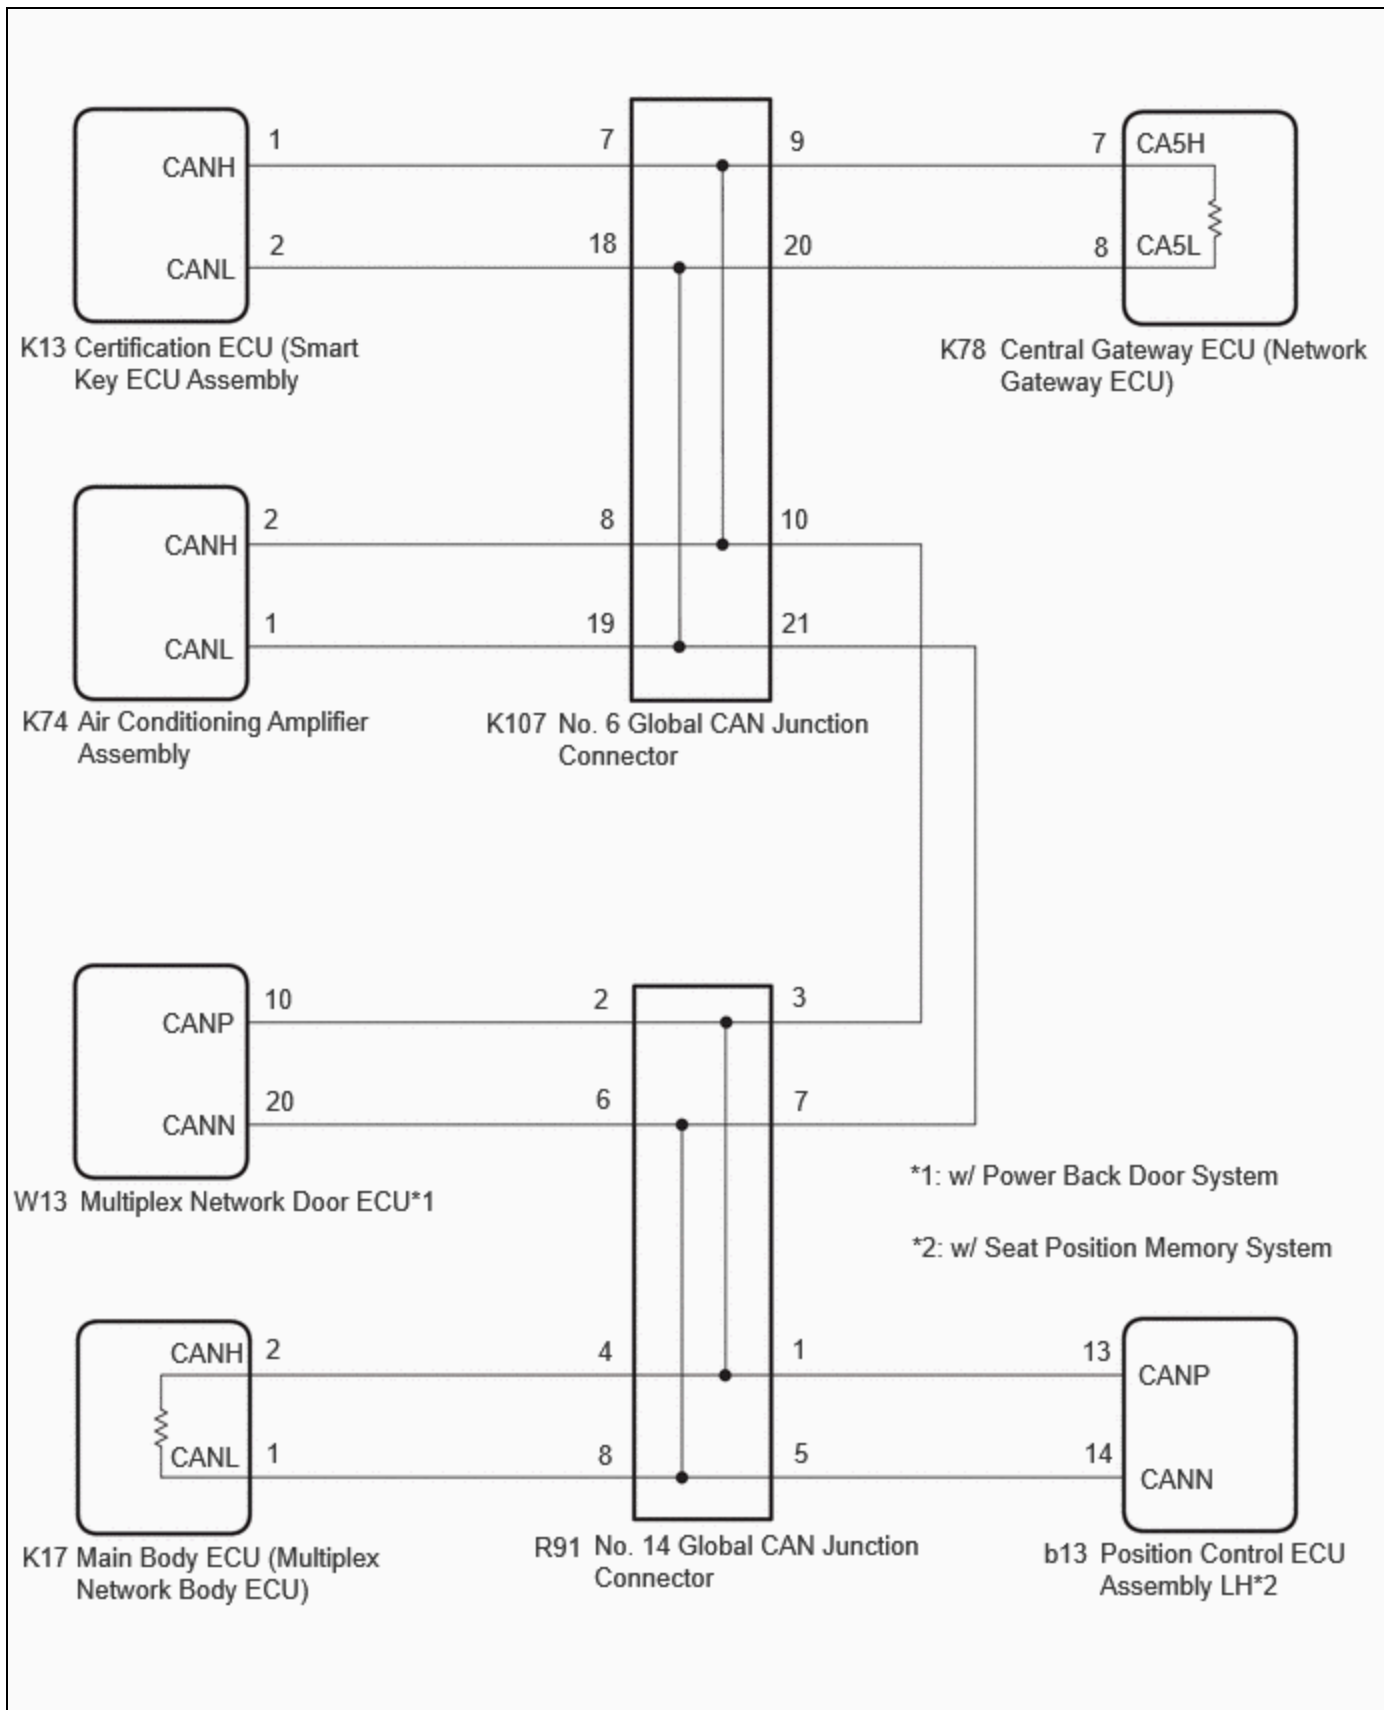 1 7 9 7 CA5H
CANH
2 18 20 8 CA5L
CANL
K13 Certification ECU (Smart
Key ECU Assembly
K78 Central Gateway ECU (Network
Gateway ECU)
2 8 10
CANH
1 19 21
CANL
K74 Air Conditioning Amplifier
Assembly
K107 No. 6 Global CAN Junction
Connector
10 2 3
CANP
20 6 7
CANN
W13 Multiplex Network Door ECU*1
*1: w/ Power Back Door System
*2: w/ Seat Position Memory System
CANH 2 4 1 13
CANP
CANL 1 8 5 14
CANN
K17 Main Body ECU (Multiplex
Network Body ECU)
R91 No. 14 Global CAN Junction
Connector
b13 Position Control ECU
Assembly LH*2